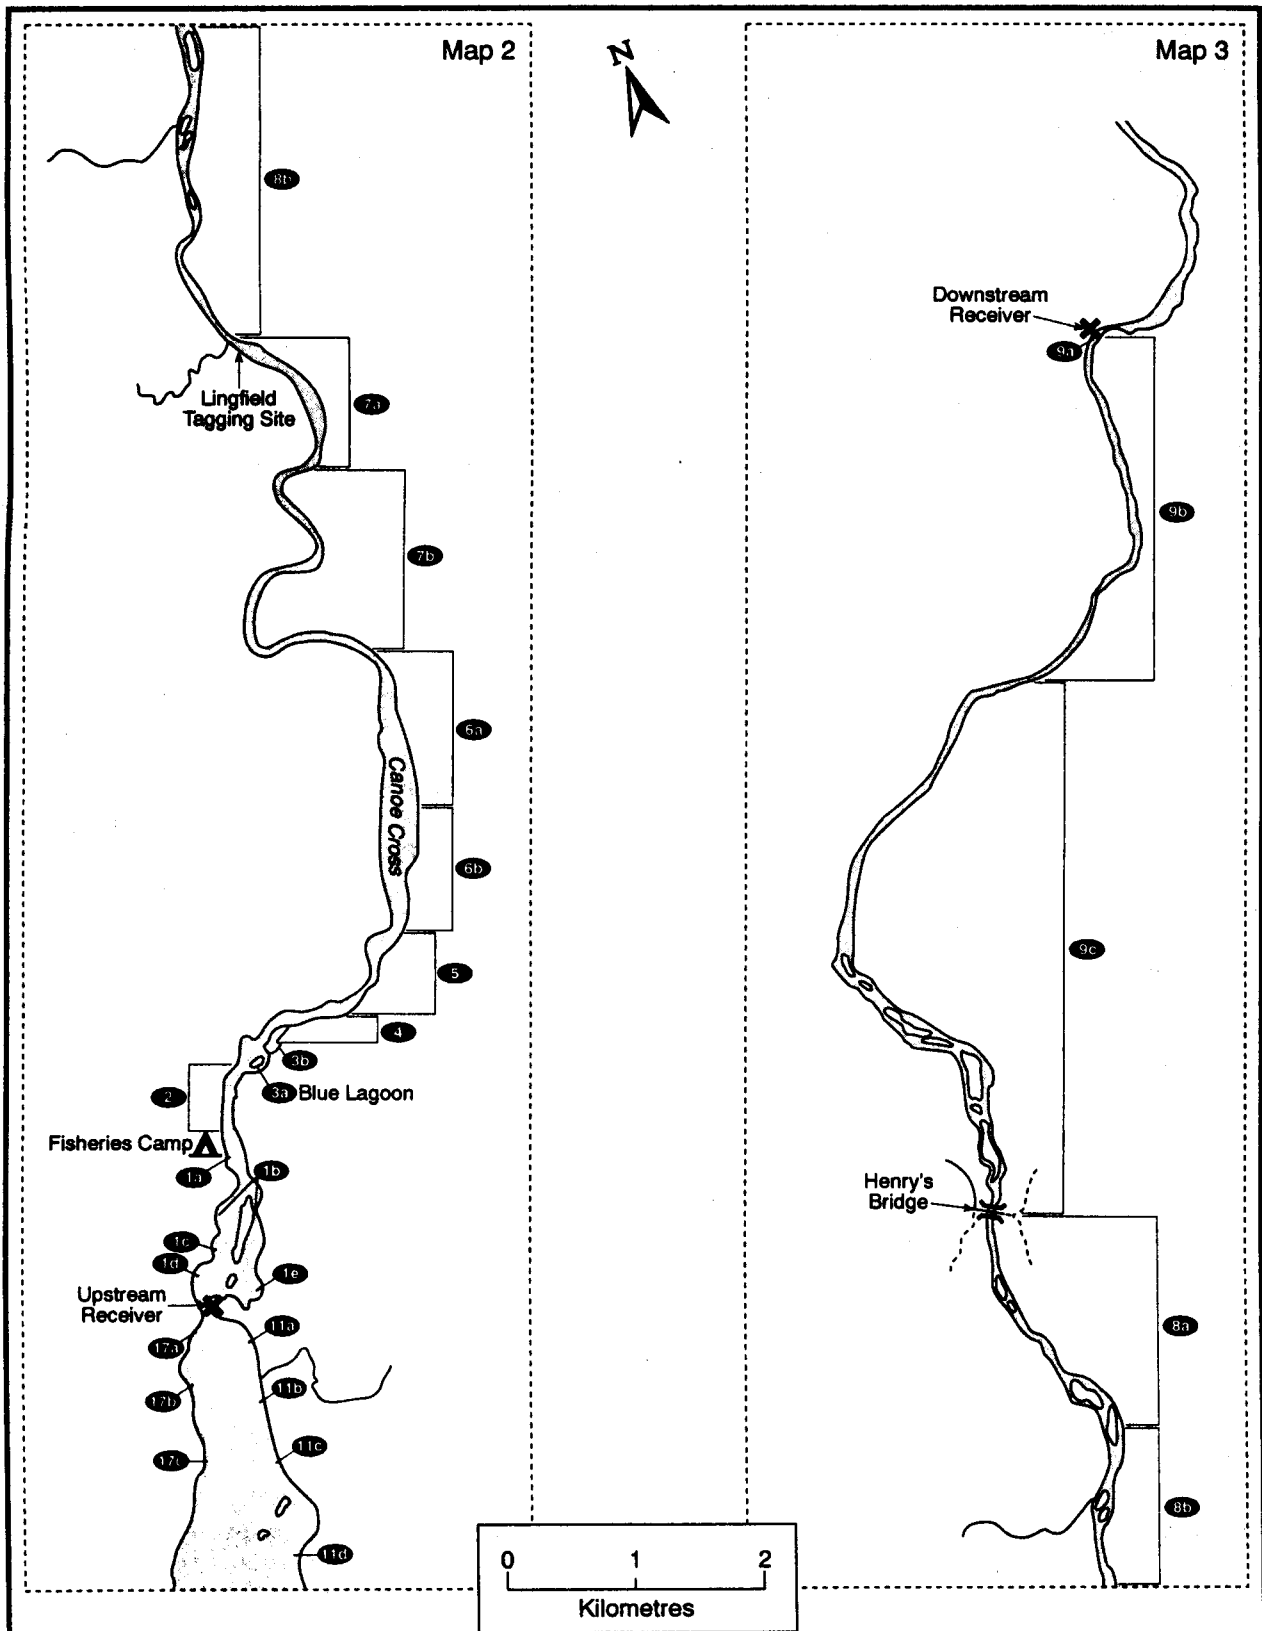 Map 2
N
Map 3
8b
Lingfield
Tagging Site
7a
7b
6a
Canoe Cross
6b
5
4
3b
3a Blue Lagoon
2
Fisheries Camp
1a
1b
1c
1d
1e
Upstream
Receiver
11a
17a
11b
17b
11c
17c
11d
Downstream
Receiver
9a
9b
9c
Henry's
Bridge
8a
8b
0 1 2
Kilometres